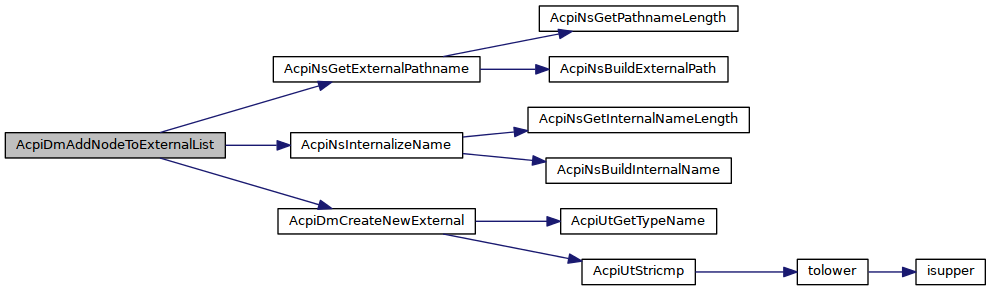 AcpiNsGetPathnameLength
AcpiNsGetExternalPathname
AcpiNsBuildExternalPath
AcpiNsGetInternalNameLength
AcpiDmAddNodeToExternalList
AcpiNsInternalizeName
AcpiNsBuildInternalName
AcpiDmCreateNewExternal
AcpiUtGetTypeName
AcpiUtStricmp
tolower
isupper